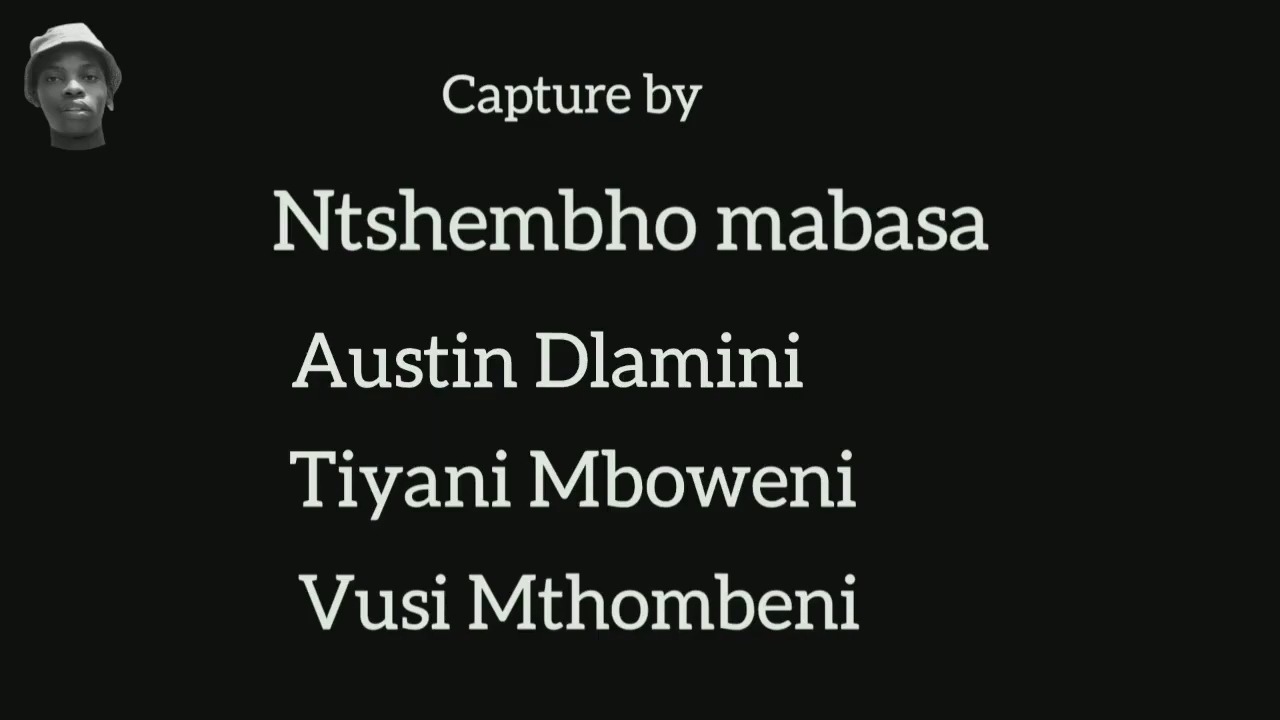 Capture by
Ntshembho mabasa
Austin Dlamini
Tiyani Mboweni
Vusi Mthombeni